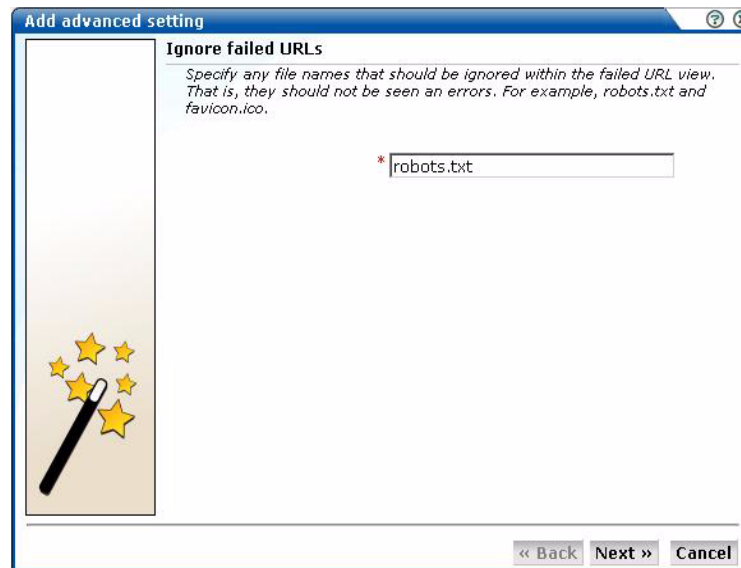 Add advanced setting
Ignore failed URLs
Specify any file names that should be ignored within the failed URL view.
That is, they should not be seen an errors. For example, robots.txt and
favicon.ico.
* robots.txt
« Back Next » Cancel